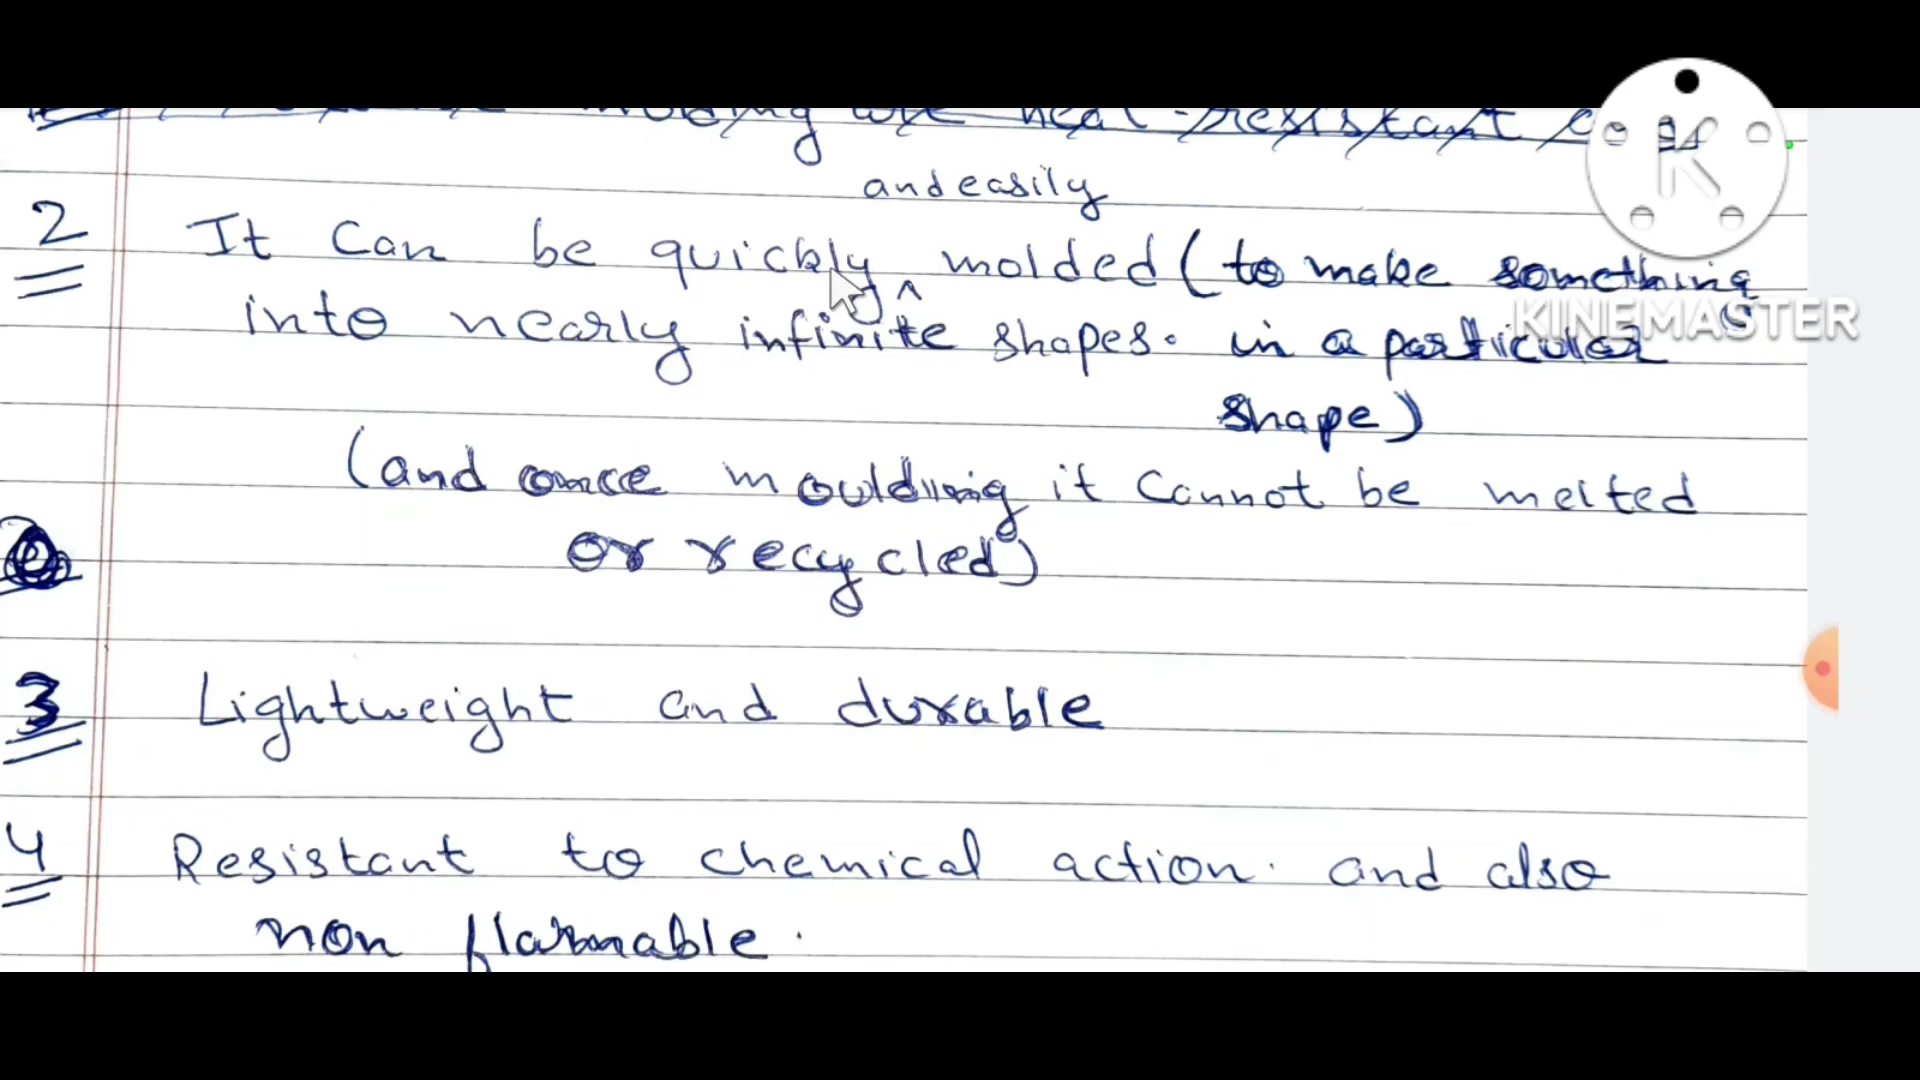 and easily
2 It can be quickly ^ molded (to make something
into nearly infinite shapes. in a particular
shape)
(and once moulding it cannot be melted
or recycled)
3 Lightweight and durable
4 Resistant to chemical action. and also
non flammable.
K
KINEMASTER